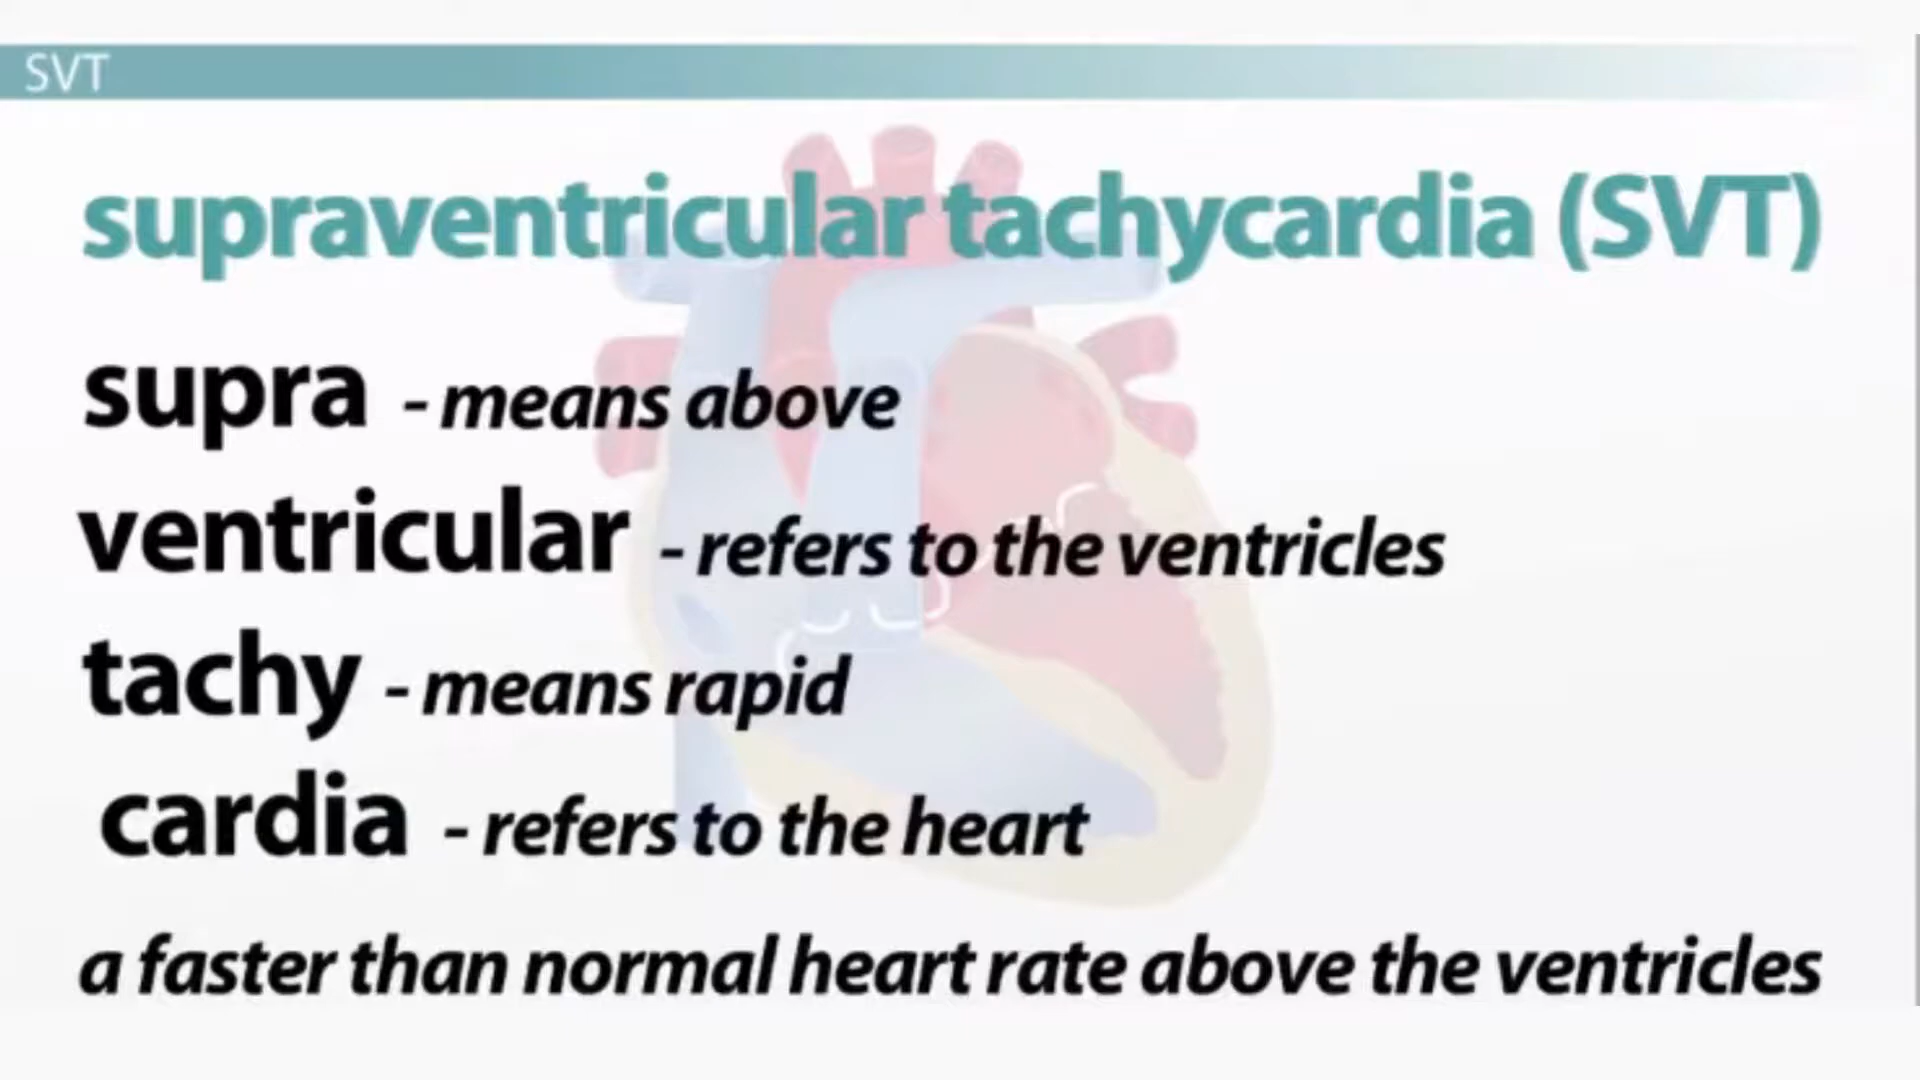 SVT
supraventricular tachycardia (SVT)
supra - means above
ventricular - refers to the ventricles
tachy - means rapid
cardia - refers to the heart
a faster than normal heart rate above the ventricles